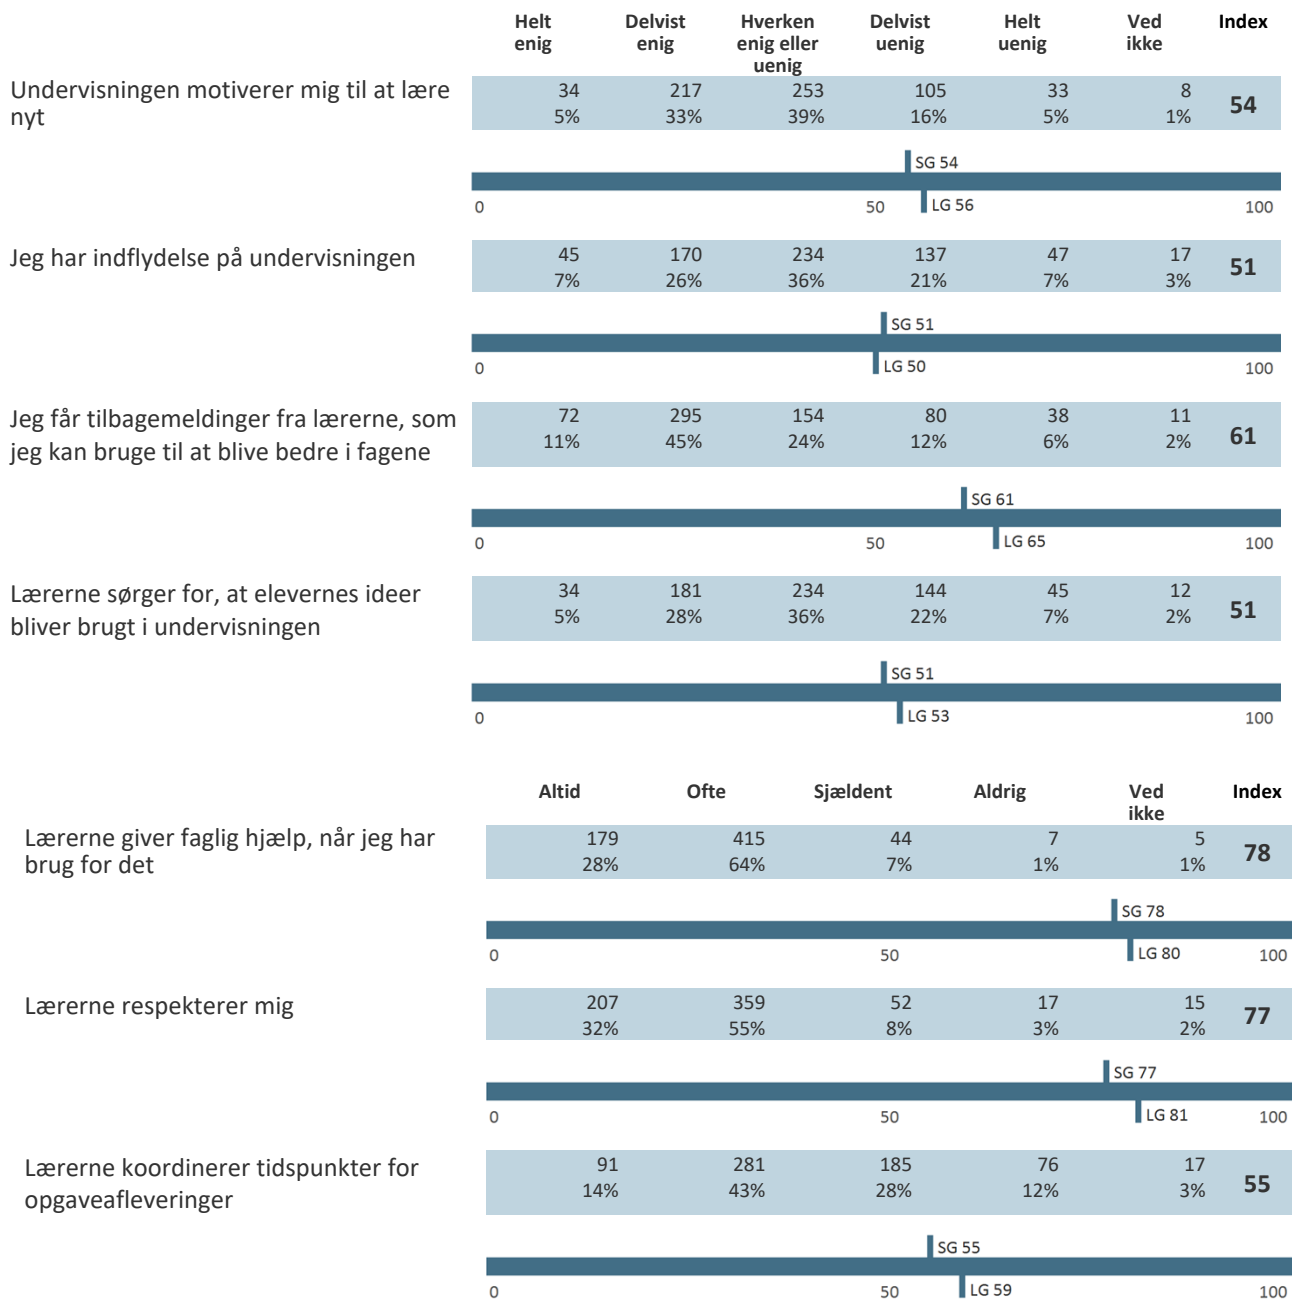 Helt enig Delvist enig Hverken enig eller uenig Delvist uenig Helt uenig Ved ikke Index
Undervisningen motiverer mig til at lære
nyt
34 217 253 105 33 8
5% 33% 39% 16% 5% 1%
54
SG 54
0 50 LG 56 100
Jeg har indflydelse på undervisningen
45 170 234 137 47 17
7% 26% 36% 21% 7% 3%
51
SG 51
0 LG 50 100
Jeg får tilbagemeldinger fra lærerne, som
jeg kan bruge til at blive bedre i fagene
72 295 154 80 38 11
11% 45% 24% 12% 6% 2%
61
SG 61
0 50 LG 65 100
Lærerne sørger for, at elevernes ideer
bliver brugt i undervisningen
34 181 234 144 45 12
5% 28% 36% 22% 7% 2%
51
SG 51
0 LG 53 100
Altid Ofte Sjældent Aldrig Ved ikke Index
Lærerne giver faglig hjælp, når jeg har
brug for det
179 415 44 7 5
28% 64% 7% 1% 1%
78
SG 78
0 50 LG 80 100
Lærerne respekterer mig
207 359 52 17 15
32% 55% 8% 3% 2%
77
SG 77
0 50 LG 81 100
Lærerne koordinerer tidspunkter for
opgaveafleveringer
91 281 185 76 17
14% 43% 28% 12% 3%
55
SG 55
0 50 LG 59 100